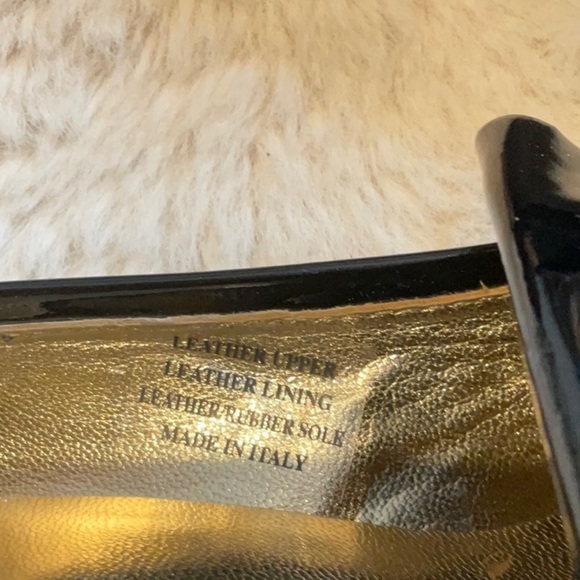 LEATHER UPPER
LEATHER LINING
LEATHER/RUBBER SOLE
MADE IN ITALY